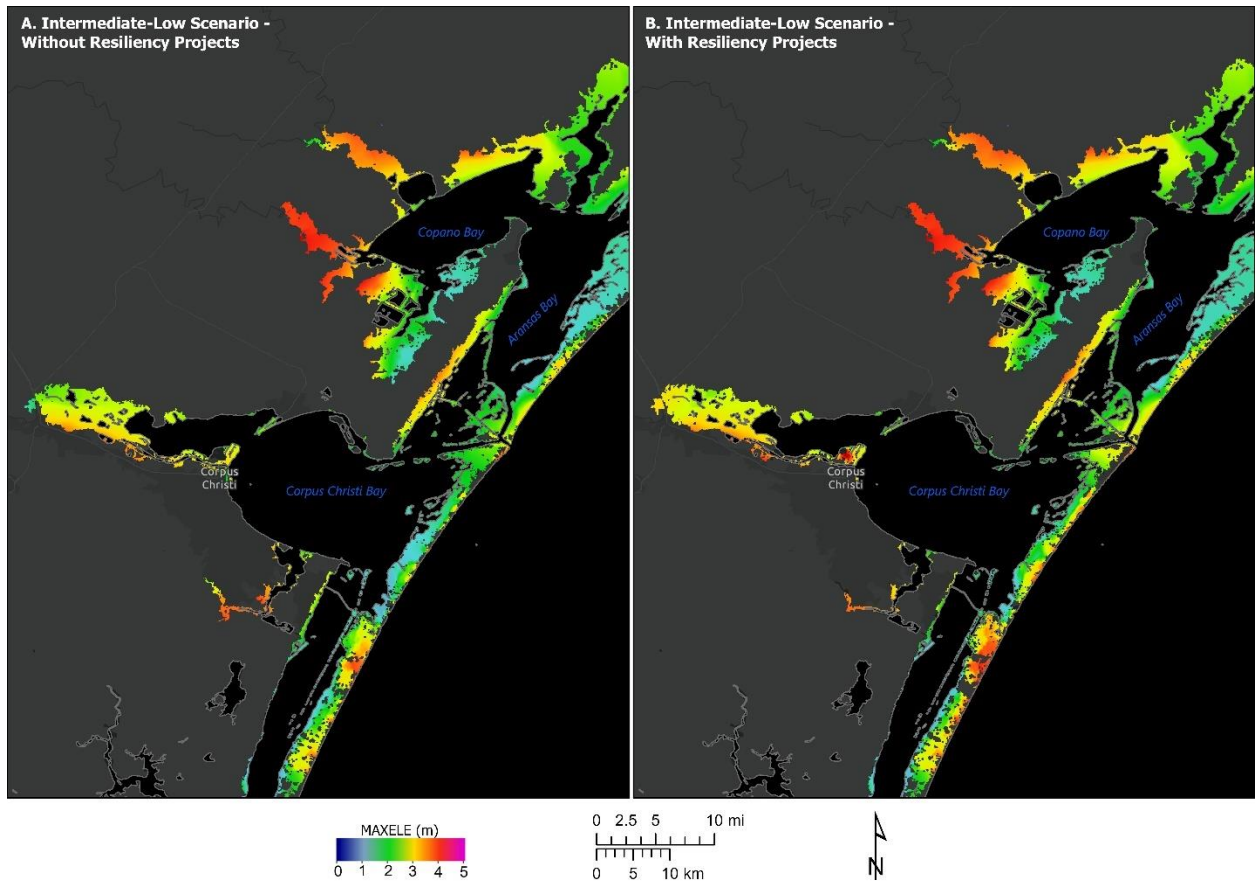 A. Intermediate-Low Scenario -
Without Resiliency Projects
Copano Bay
Aransas Bay
Corpus
Christi
Corpus Christi Bay
B. Intermediate-Low Scenario -
With Resiliency Projects
Copano Bay
Aransas Bay
Corpus
Christi
Corpus Christi Bay
MAXELE (m)
0 1 2 3 4 5
0 2.5 5 10 mi
0 5 10 km
N